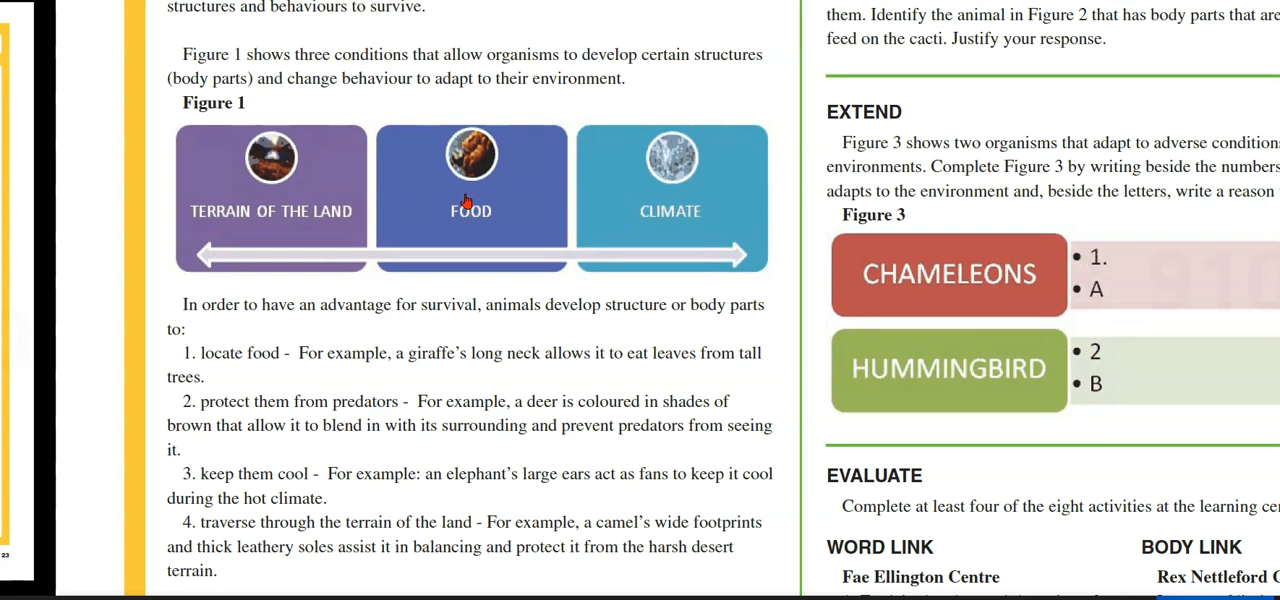 structures and behaviours to survive.
Figure 1 shows three conditions that allow organisms to develop certain structures
(body parts) and change behaviour to adapt to their environment.
Figure 1
TERRAIN OF THE LAND
FOOD
CLIMATE
In order to have an advantage for survival, animals develop structure or body parts
to:
1. locate food - For example, a giraffe's long neck allows it to eat leaves from tall
trees.
2. protect them from predators - For example, a deer is coloured in shades of
brown that allow it to blend in with its surrounding and prevent predators from seeing
it.
3. keep them cool - For example: an elephant's large ears act as fans to keep it cool
during the hot climate.
4. traverse through the terrain of the land - For example, a camel's wide footprints
and thick leathery soles assist it in balancing and protect it from the harsh desert
terrain.
23
them. Identify the animal in Figure 2 that has body parts that are
feed on the cacti. Justify your response.
EXTEND
Figure 3 shows two organisms that adapt to adverse condition
environments. Complete Figure 3 by writing beside the numbers
adapts to the environment and, beside the letters, write a reason
Figure 3
CHAMELEONS
• 1.
• A
HUMMINGBIRD
• 2
• B
910
EVALUATE
Complete at least four of the eight activities at the learning ce
WORD LINK
Fae Ellington Centre
BODY LINK
Rex Nettleford C